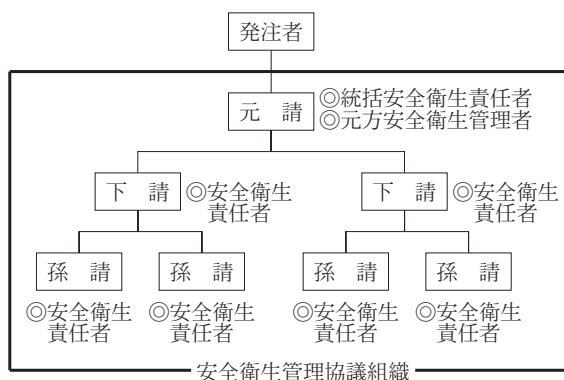 発注者
元　請
◎統括安全衛生責任者
◎元方安全衛生管理者
下　請
◎安全衛生
責任者
下　請
◎安全衛生
責任者
孫　請
孫　請
孫　請
孫　請
◎安全衛生
責任者
◎安全衛生
責任者
◎安全衛生
責任者
◎安全衛生
責任者
安全衛生管理協議組織